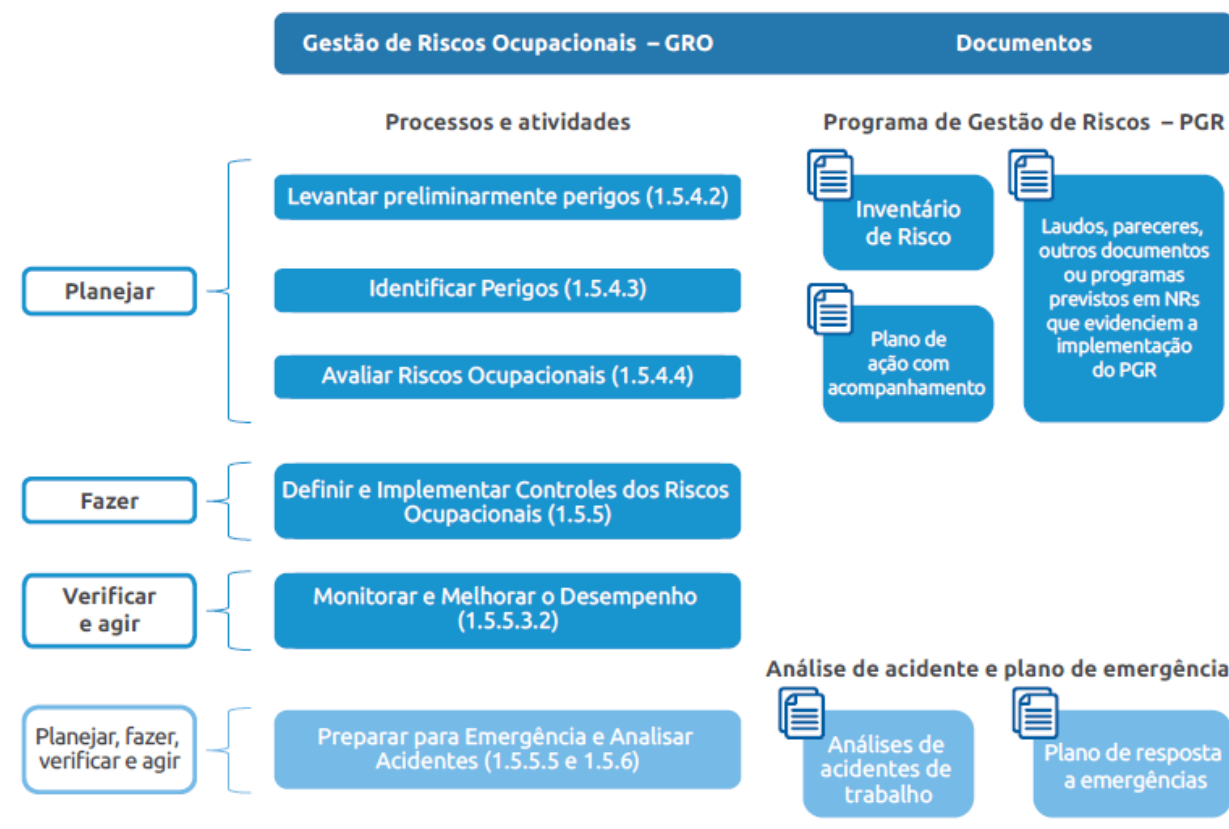 Gestão de Riscos Ocupacionais – GRO
Documentos
Processos e atividades
Programa de Gestão de Riscos – PGR
Planejar
Levantar preliminarmente perigos (1.5.4.2)
Identificar Perigos (1.5.4.3)
Avaliar Riscos Ocupacionais (1.5.4.4)
Inventário
de Risco
Plano de
ação com
acompanhamento
Laudos, pareceres,
outros documentos
ou programas
previstos em NRs
que evidenciem a
implementação
do PGR
Fazer
Definir e Implementar Controles dos Riscos
Ocupacionais (1.5.5)
Verificar
e agir
Monitorar e Melhorar o Desempenho
(1.5.5.3.2)
Análise de acidente e plano de emergência
Planejar, fazer,
verificar e agir
Preparar para Emergência e Analisar
Acidentes (1.5.5.5 e 1.5.6)
Análises de
acidentes de
trabalho
Plano de resposta
a emergências